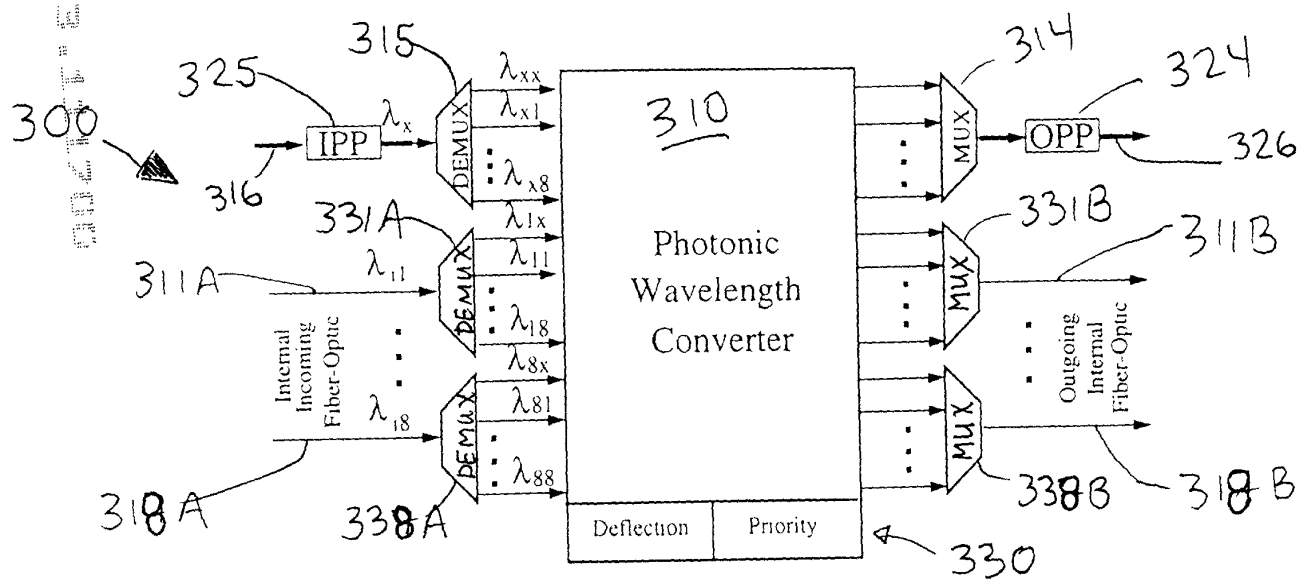 315
314
325
324
λxx
λx1
λx8
300
IPP
λx
DEMUX
310
MUX
OPP
326
316
331A
λ1x
λ11
λ18
331B
311B
311A
λi1
DEMUX
Photonic
Wavelength
Converter
MUX
Internal
Incoming
Fiber-Optic
Outgoing
Internal
Fiber-Optic
λi8
DEMUX
λ8x
λ81
λ88
MUX
318A
338A
338B
318B
Deflection
Priority
330